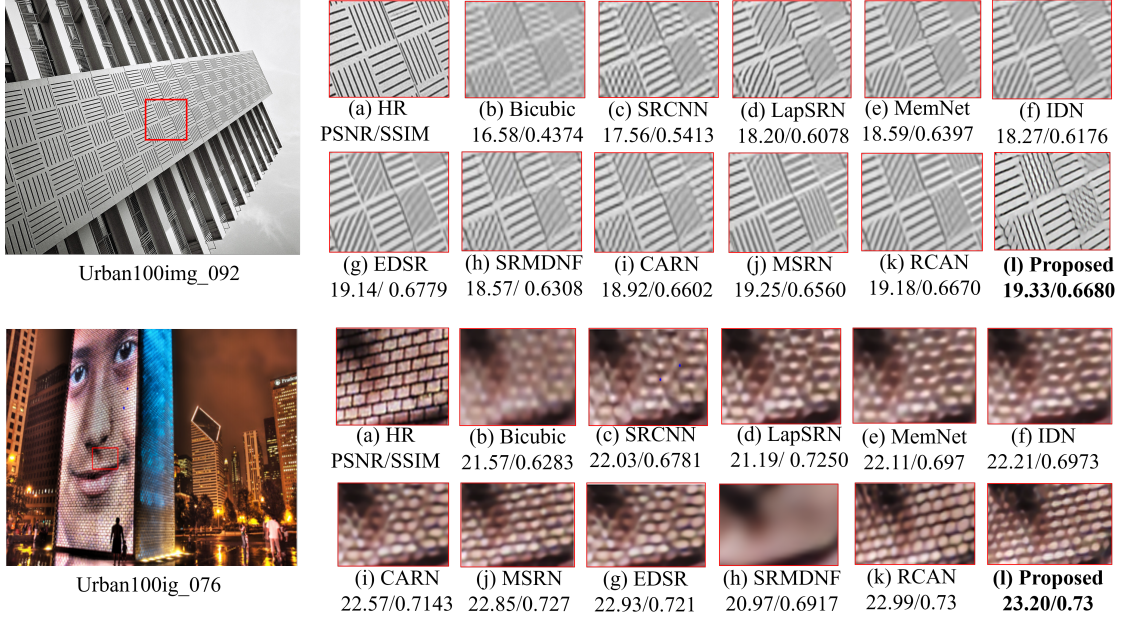 (a) HR (b) Bicubic (c) SRCNN (d) LapSRN (e) MemNet (f) IDN
PSNR/SSIM 16.58/0.4374 17.56/0.5413 18.20/0.6078 18.59/0.6397 18.27/0.6176
(g) EDSR (h) SRMDNF (i) CARN (j) MSRN (k) RCAN (l) Proposed
19.14/ 0.6779 18.57/ 0.6308 18.92/0.6602 19.25/0.6560 19.18/0.6670 19.33/0.6680
Urban100img_092
(a) HR (b) Bicubic (c) SRCNN (d) LapSRN (e) MemNet (f) IDN
PSNR/SSIM 21.57/0.6283 22.03/0.6781 21.19/ 0.7250 22.11/0.697 22.21/0.6973
(i) CARN (j) MSRN (g) EDSR (h) SRMDNF (k) RCAN (l) Proposed
22.57/0.7143 22.85/0.727 22.93/0.721 20.97/0.6917 22.99/0.73 23.20/0.73
Urban100ig_076